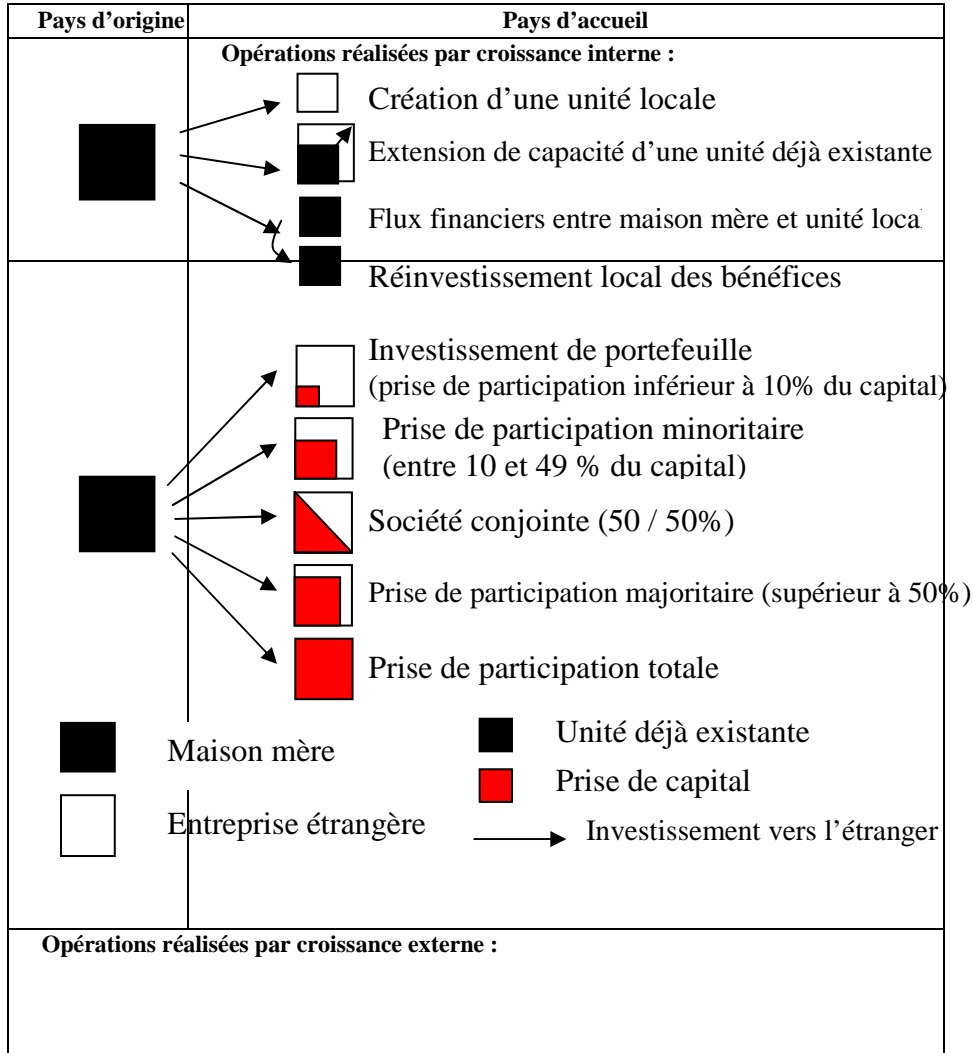 Pays d’origine
Pays d’accueil
Opérations réalisées par croissance interne :
Création d’une unité locale
Extension de capacité d’une unité déjà existante
Flux financiers entre maison mère et unité local
Réinvestissement local des bénéfices
Investissement de portefeuille
(prise de participation inférieur à 10% du capital)
Prise de participation minoritaire
(entre 10 et 49 % du capital)
Société conjointe (50 / 50%)
Prise de participation majoritaire (supérieur à 50%)
Prise de participation totale
Maison mère
Unité déjà existante
Prise de capital
Entreprise étrangère
Investissement vers l’étranger
Opérations réalisées par croissance externe :